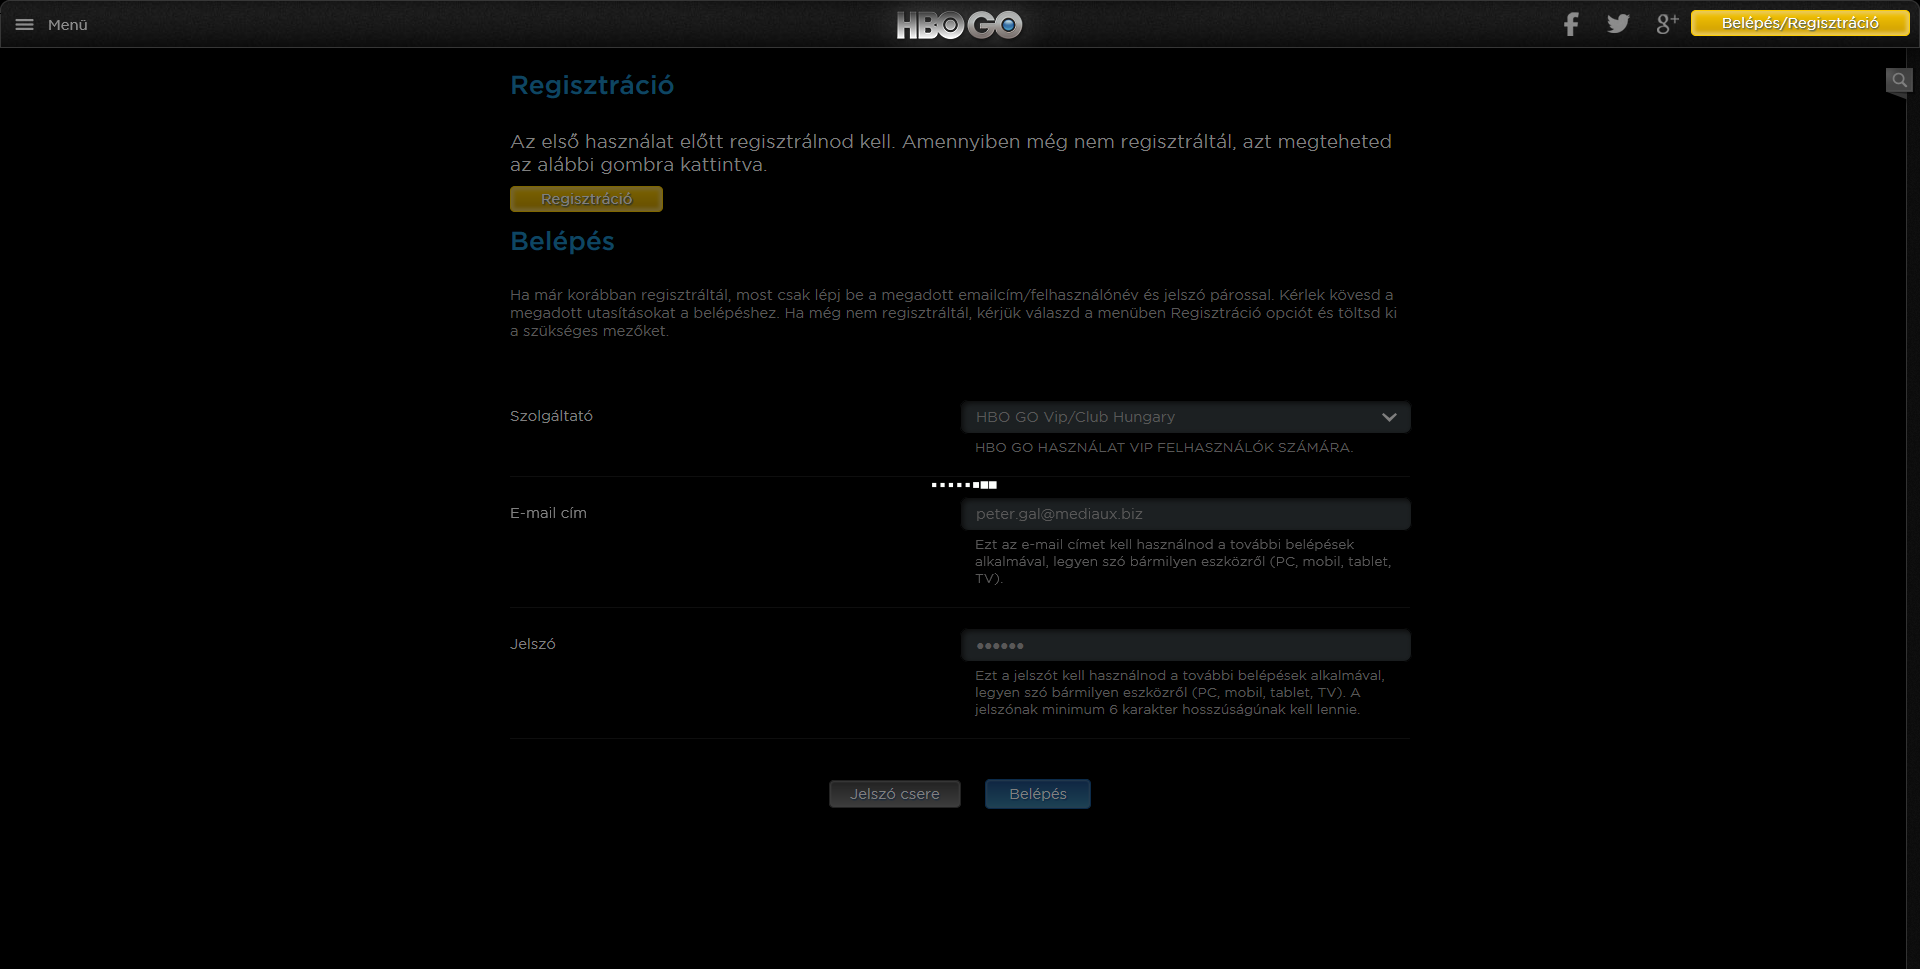 Menü
HBO GO
8+
Belépés/Regisztráció
Regisztráció
Az első használat előtt regisztrálnod kell. Amennyiben még nem regisztráltál, azt megteheted
az alábbi gombra kattintva.
Regisztráció
Belépés
Ha már korábban regisztráltál, most csak lépj be a megadott emailcím/felhasználónév és jelszó párossal. Kérlek kövesd a
megadott utasításokat a belépéshez. Ha még nem regisztráltál, kérjük válaszd a menüben Regisztráció opciót és töltsd ki
a szükséges mezőket.
Szolgáltató
HBO GO Vip/Club Hungary
HBO GO HASZNÁLAT VIP FELHASZNÁLÓK SZÁMÁRA.
E-mail cím
peter.gal@mediaux.biz
Ezt az e-mail címet kell használnod a további belépések
alkalmával, legyen szó bármilyen eszközről (PC, mobil, tablet,
TV).
Jelszó
••••••
Ezt a jelszót kell használnod a további belépések alkalmával,
legyen szó bármilyen eszközről (PC, mobil, tablet, TV). A
jelszónak minimum 6 karakter hosszúságúnak kell lennie.
Jelszó csere
Belépés